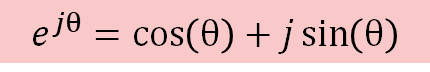 e^{jθ} = cos(θ) + j sin(θ)